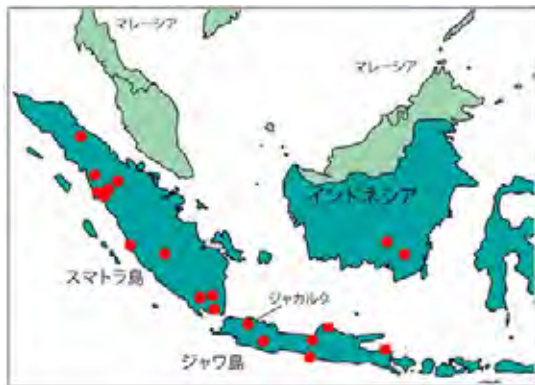 マレーシア
マレーシア
インドネシア
スマトラ島
ジャカルタ
ジャワ島